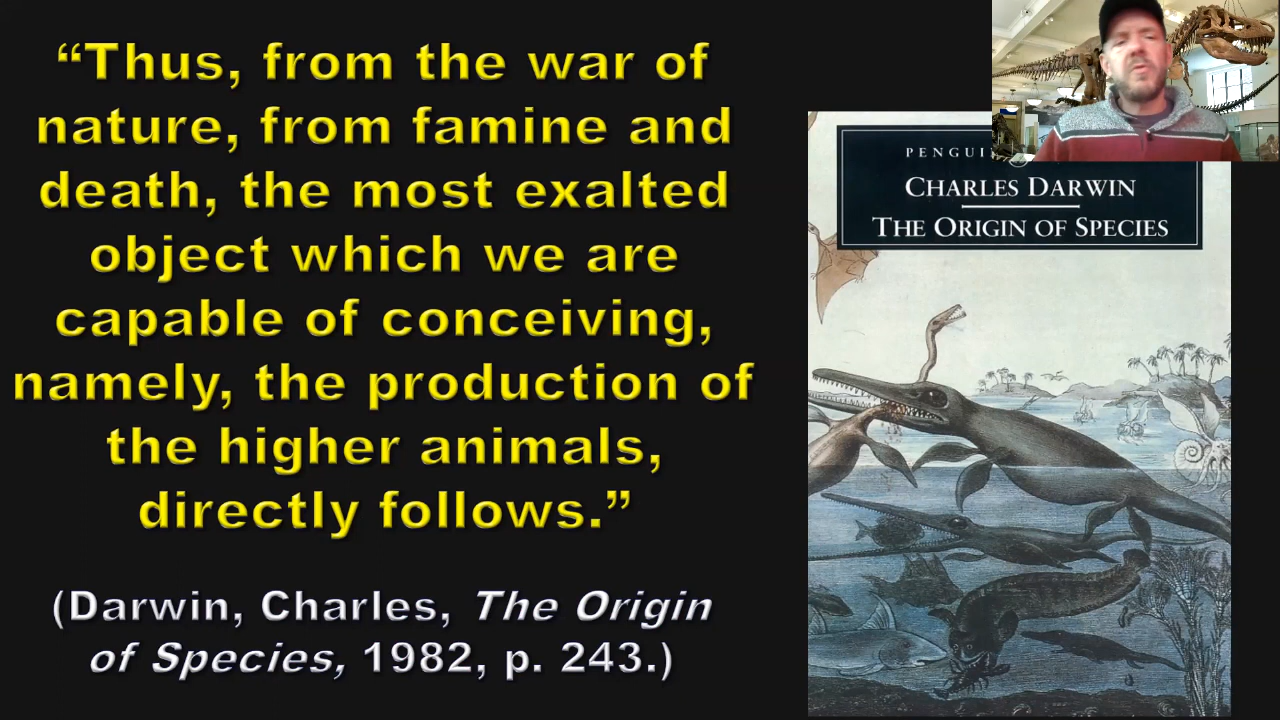 “Thus, from the war of
nature, from famine and
death, the most exalted
object which we are
capable of conceiving,
namely, the production of
the higher animals,
directly follows.”
(Darwin, Charles, The Origin
of Species, 1982, p. 243.)
CHARLES DARWIN
THE ORIGIN OF SPECIES